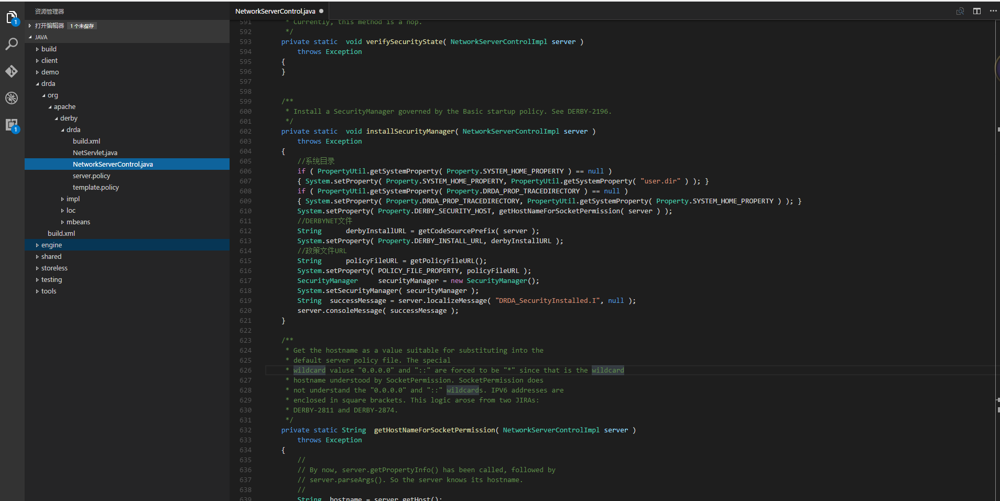 资源管理器
打开编辑器 1 个未保存
JAVA
build
client
demo
drda
org
apache
derby
drda
build.xml
NetServlet.java
NetworkServerControl.java
server.policy
template.policy
impl
loc
mbeans
build.xml
engine
shared
storeless
testing
tools
1
1
NetworkServerControl.java
591 * Currently, this method is a nop.
592 */
593 private static  void verifySecurityState( NetworkServerControlImpl server )
594 throws Exception
595 {
596 }
597
598
599 /**
600 * Install a SecurityManager governed by the Basic startup policy. See DERBY-2196.
601 */
602 private static  void installSecurityManager( NetworkServerControlImpl server )
603 throws Exception
604 {
605 //系统目录
606 if ( PropertyUtil.getSystemProperty( Property.SYSTEM_HOME_PROPERTY ) == null )
607 { System.setProperty( Property.SYSTEM_HOME_PROPERTY, PropertyUtil.getSystemProperty( "user.dir" ) ); }
608 if ( PropertyUtil.getSystemProperty( Property.DRDA_PROP_TRACEDIRECTORY ) == null )
609 { System.setProperty( Property.DRDA_PROP_TRACEDIRECTORY, PropertyUtil.getSystemProperty( Property.SYSTEM_HOME_PROPERTY ) ); }
610 System.setProperty( Property.DERBY_SECURITY_HOST, getHostNameForSocketPermission( server ) );
611 //DERBYNET文件
612 String      derbyInstallURL = getCodeSourcePrefix( server );
613 System.setProperty( Property.DERBY_INSTALL_URL, derbyInstallURL );
614 //政策文件URL
615 String      policyFileURL = getPolicyFileURL();
616 System.setProperty( POLICY_FILE_PROPERTY, policyFileURL );
617 SecurityManager     securityManager = new SecurityManager();
618 System.setSecurityManager( securityManager );
619 String  successMessage = server.localizeMessage( "DRDA_SecurityInstalled.I", null );
620 server.consoleMessage( successMessage );
621 }
622
623 /**
624 * Get the hostname as a value suitable for substituting into the
625 * default server policy file. The special
626 * wildcard valuse "0.0.0.0" and "::" are forced to be "*" since that is the wildcard
627 * hostname understood by SocketPermission. SocketPermission does
628 * not understand the "0.0.0.0" and "::" wildcards. IPV6 addresses are
629 * enclosed in square brackets. This logic arose from two JIRAs:
630 * DERBY-2811 and DERBY-2874.
631 */
632 private static String  getHostNameForSocketPermission( NetworkServerControlImpl server )
633 throws Exception
634 {
635 //
636 // By now, server.getPropertyInfo() has been called, followed by
637 // server.parseArgs(). So the server knows its hostname.
638 //
639 String  hostname = server.getHost();